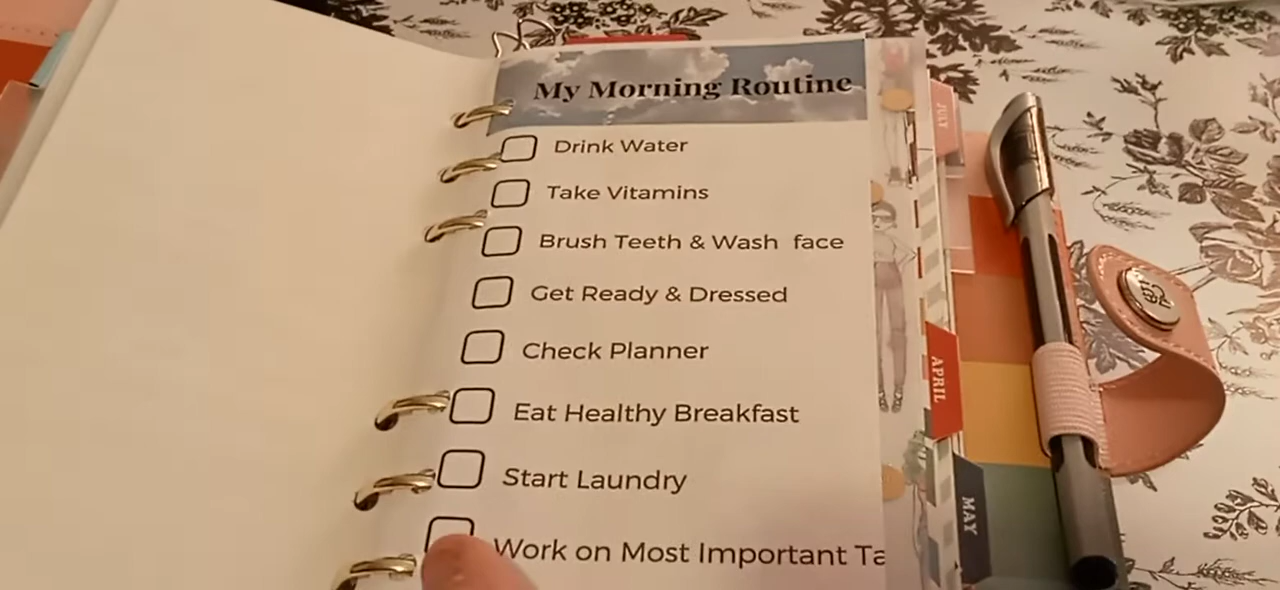 My Morning Routine
Drink Water
Take Vitamins
Brush Teeth & Wash face
Get Ready & Dressed
Check Planner
Eat Healthy Breakfast
Start Laundry
Work on Most Important Ta
JULY
APRIL
MAY